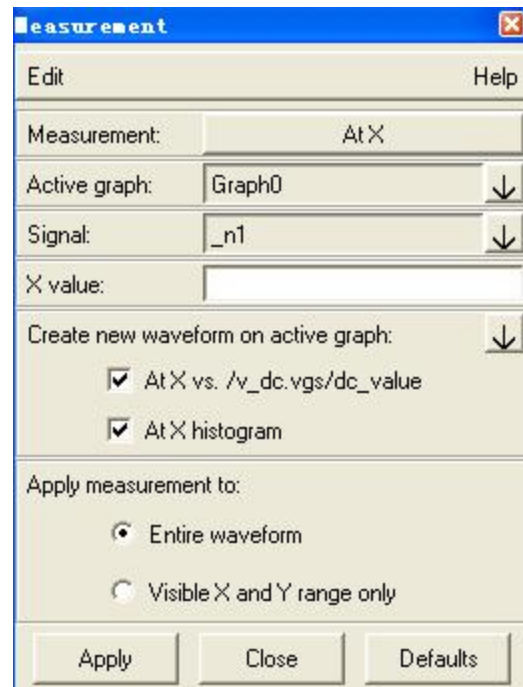 Measurement
Edit Help
Measurement: At X
Active graph: Graph0
Signal: _n1
X value:
Create new waveform on active graph:
At X vs. /v_dc.vgs/dc_value
At X histogram
Apply measurement to:
Entire waveform
Visible X and Y range only
Apply Close Defaults